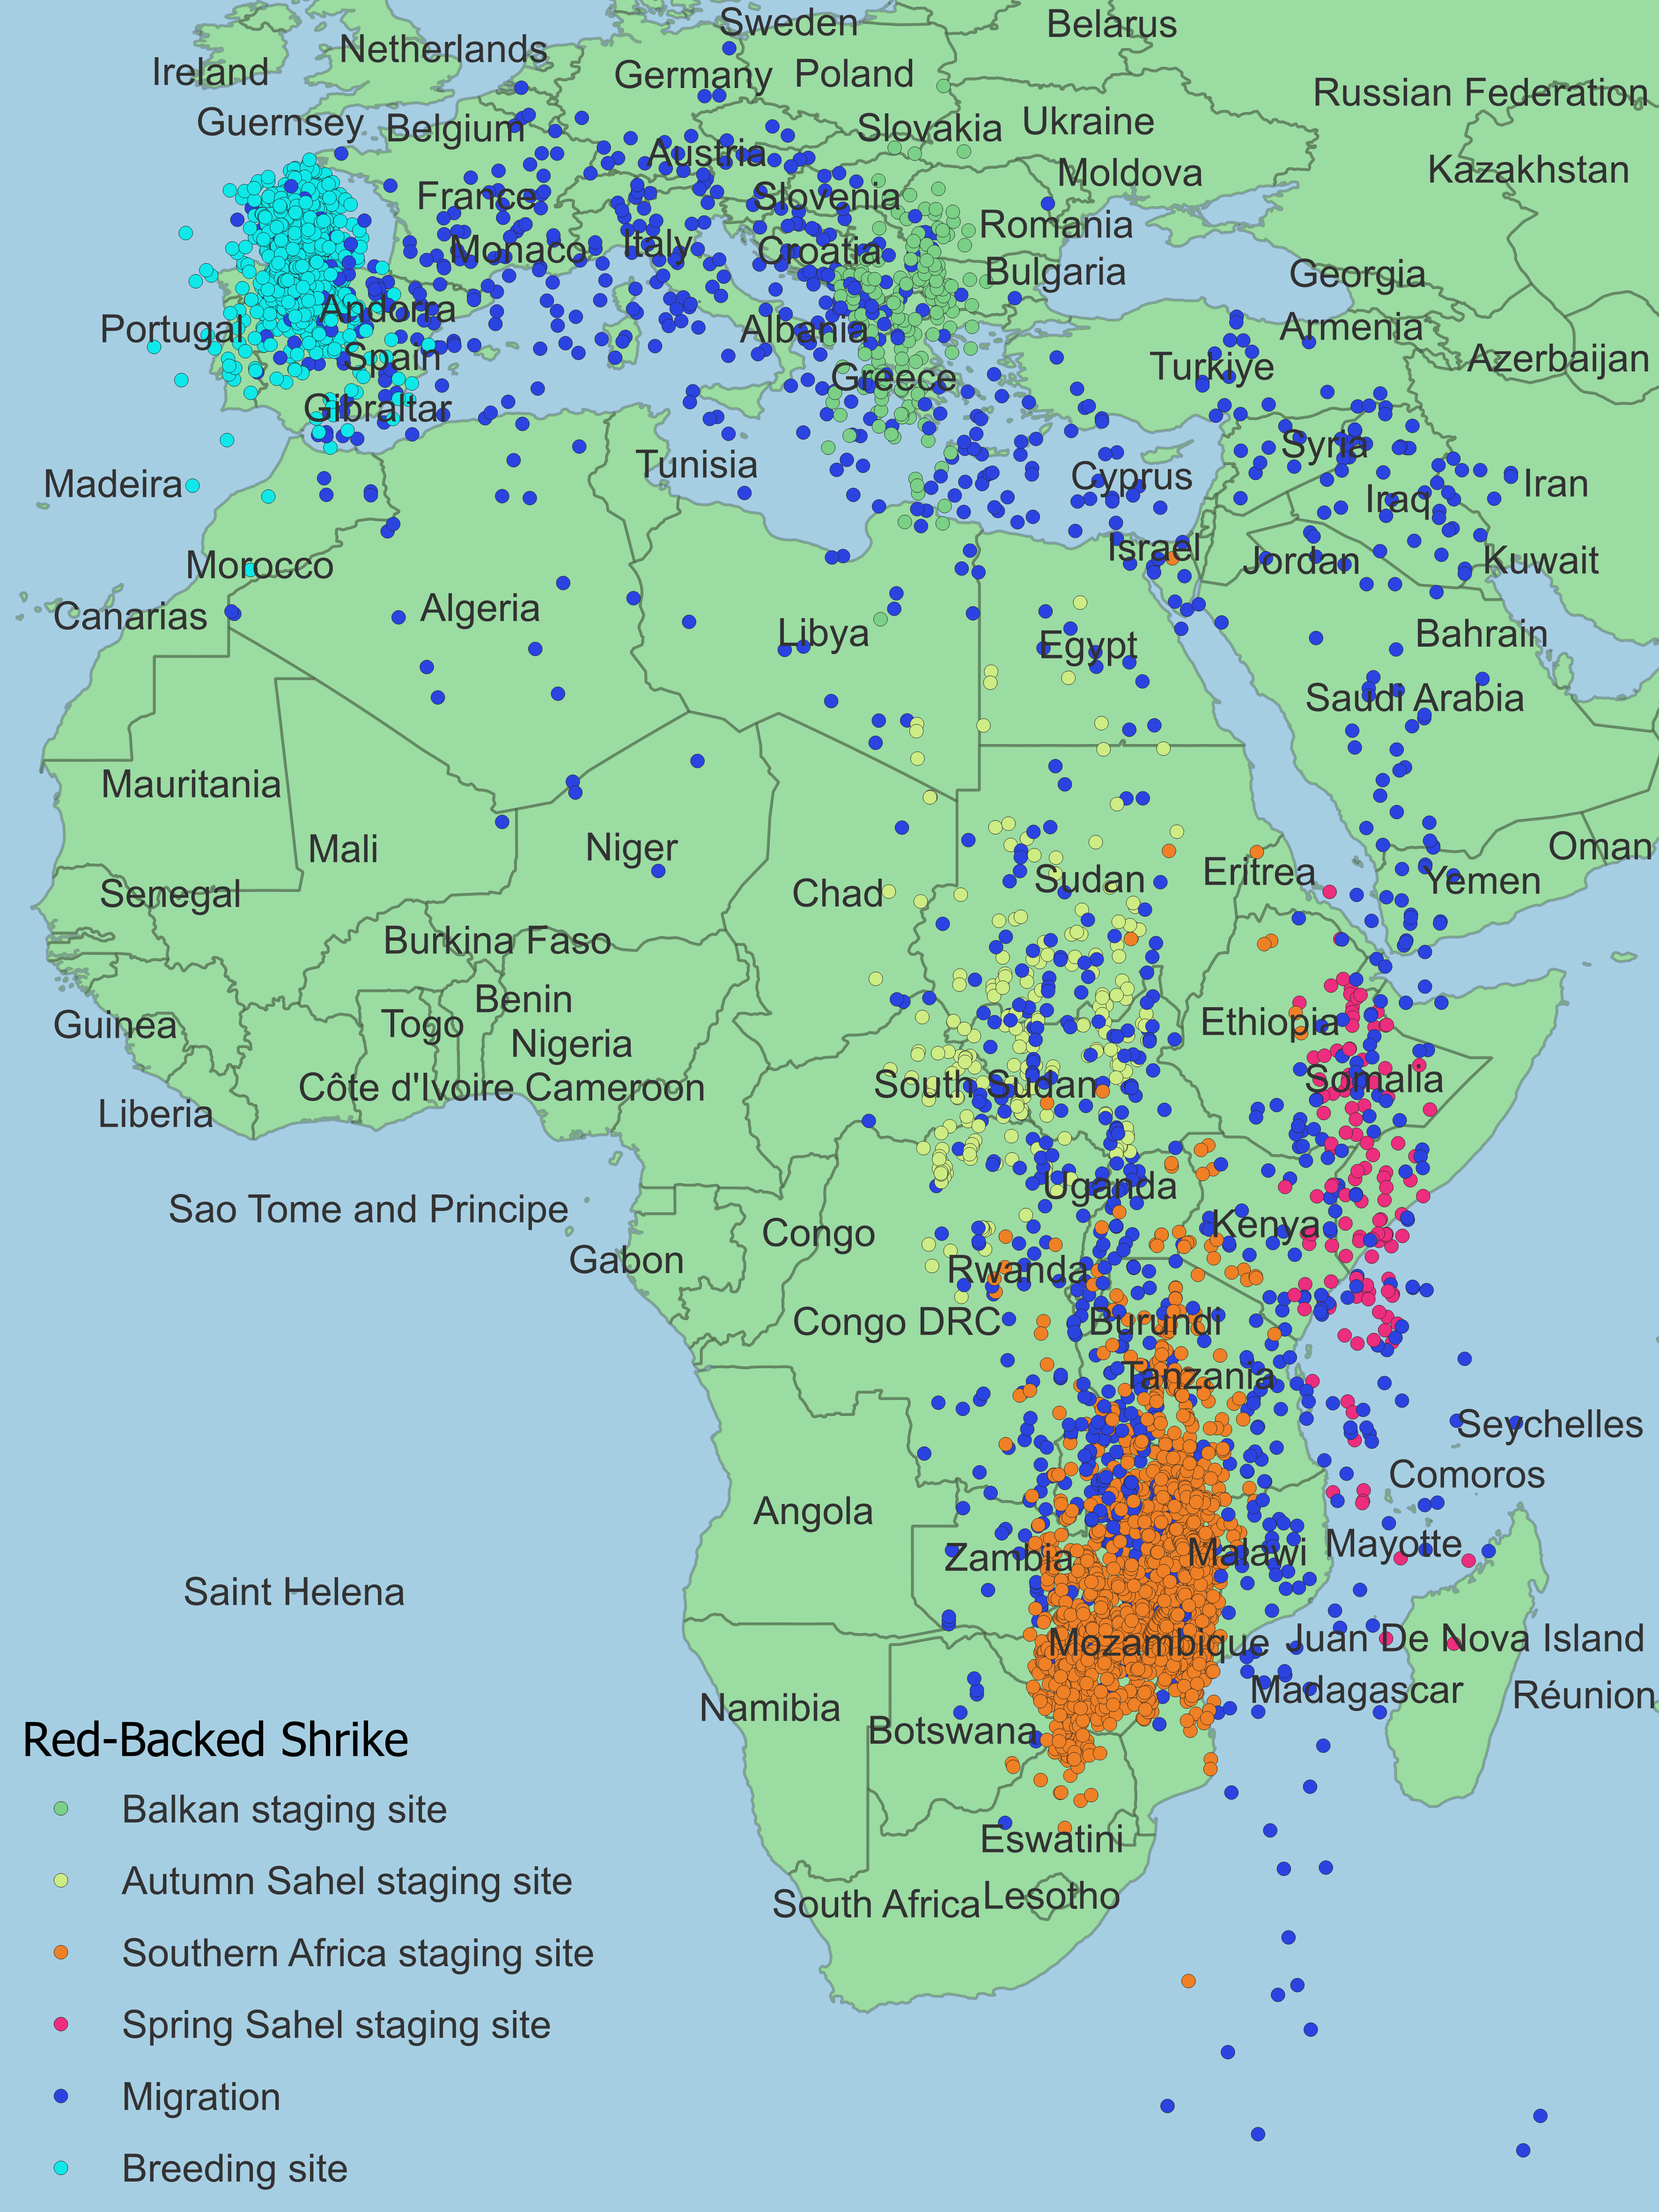 Sweden
Belarus
Netherlands
Ireland
Germany
Poland
Russian Federation
Guernsey
Belgium
Slovakia
Ukraine
Austria
Moldova
Kazakhstan
France
Slovenia
Romania
Monaco
Italy
Croatia
Bulgaria
Georgia
Andorra
Portugal
Albania
Armenia
Spain
Turkiye
Azerbaijan
Greece
Gibraltar
Syria
Tunisia
Cyprus
Madeira
Iran
Iraq
Israel
Jordan
Kuwait
Morocco
Canarias
Algeria
Libya
Egypt
Bahrain
Saudi Arabia
Mauritania
Mali
Niger
Oman
Senegal
Chad
Sudan
Eritrea
Yemen
Burkina Faso
Benin
Guinea
Togo
Nigeria
Ethiopia
Côte d'Ivoire
Cameroon
South Sudan
Somalia
Liberia
Uganda
Sao Tome and Principe
Congo
Kenya
Gabon
Rwanda
Congo DRC
Burundi
Tanzania
Seychelles
Comoros
Angola
Zambia
Malawi
Mayotte
Saint Helena
Mozambique
Juan De Nova Island
Madagascar
Réunion
Namibia
Botswana
Eswatini
South Africa
Lesotho
Red-Backed Shrike
Balkan staging site
Autumn Sahel staging site
Southern Africa staging site
Spring Sahel staging site
Migration
Breeding site